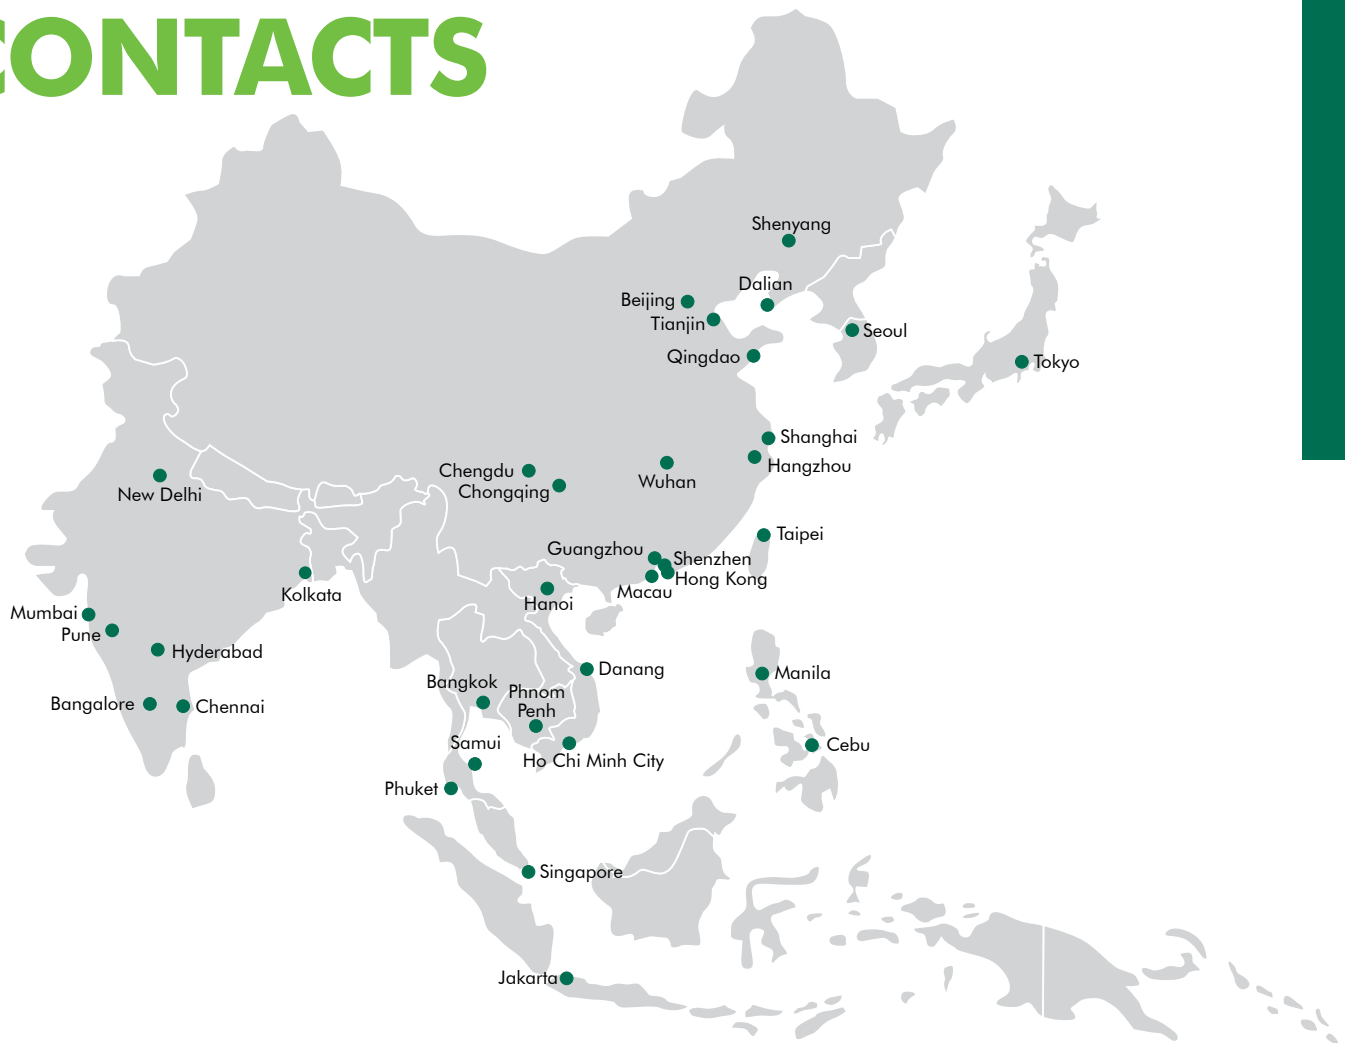 CONTACTS
Shenyang
Dalian
Beijing
Tianjin
Seoul
Qingdao
Tokyo
Shanghai
Hangzhou
Chengdu
Chongqing
Wuhan
New Delhi
Taipei
Guangzhou
Shenzhen
Hong Kong
Macau
Kolkata
Hanoi
Mumbai
Pune
Hyderabad
Danang
Manila
Bangkok
Phnom
Penh
Bangalore
Chennai
Samui
Cebu
Ho Chi Minh City
Phuket
Singapore
Jakarta